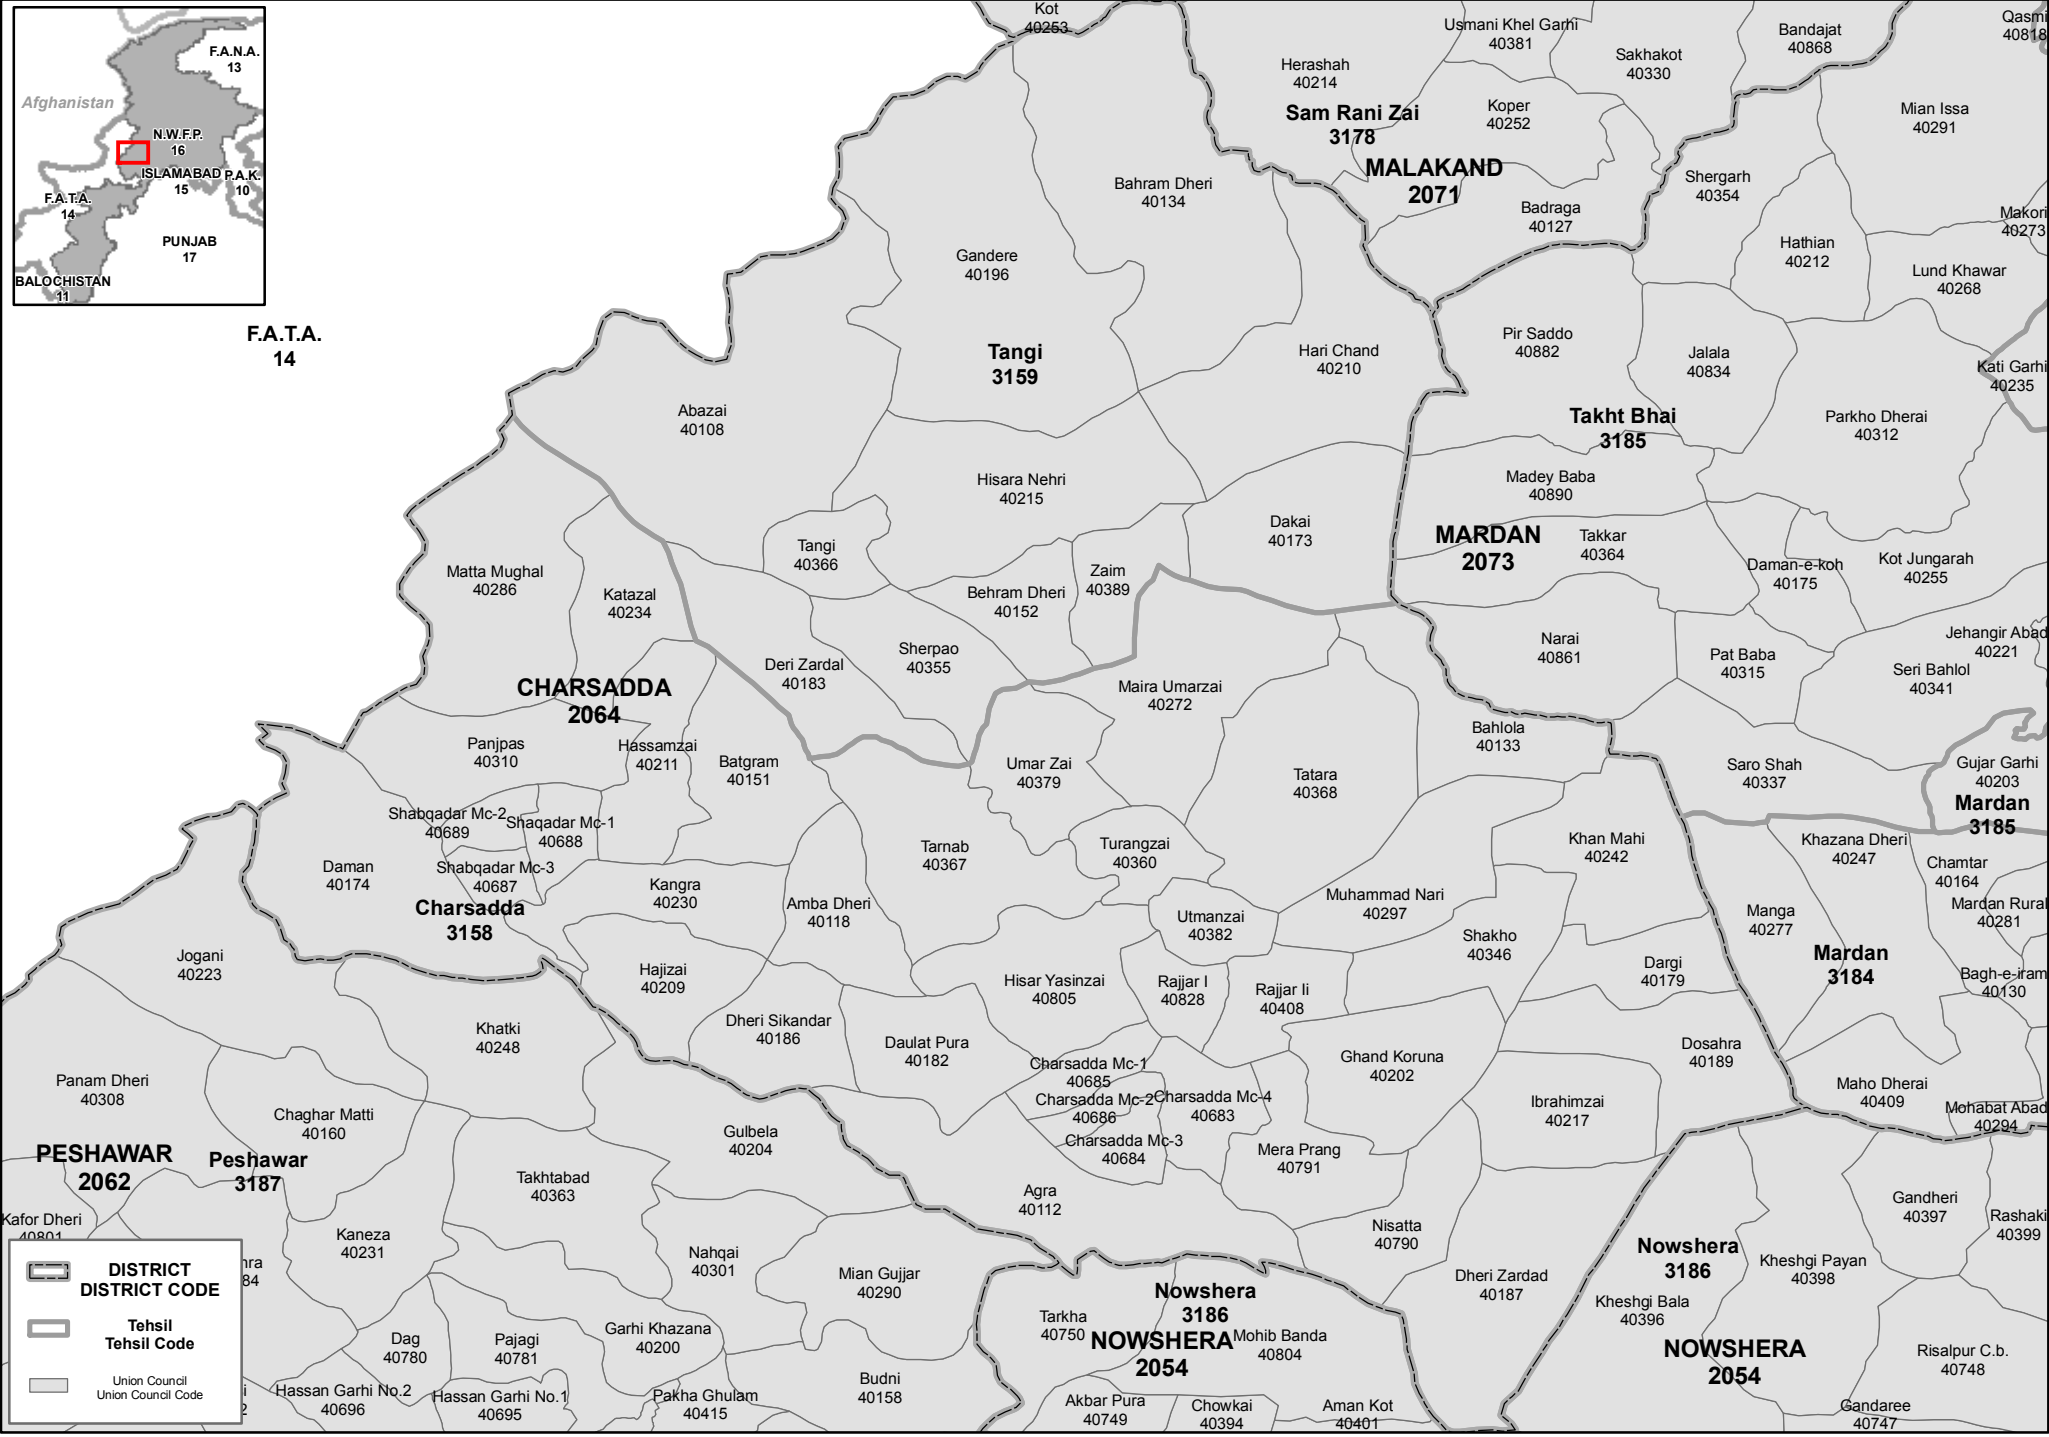 F.A.N.A.
13
Afghanistan
N.W.F.P.
16
ISLAMABAD
15
P.A.K.
10
F.A.T.A.
14
PUNJAB
17
BALOCHISTAN
11
F.A.T.A.
14
Kot
40253
Usmani Khel Garhi
40381
Sakhakot
40330
Bandajat
40868
Qasmi
40818
Herashah
40214
Sam Rani Zai
3178
Koper
40252
Mian Issa
40291
MALAKAND
2071
Shergarh
40354
Bahram Dheri
40134
Badraga
40127
Makori
40273
Hathian
40212
Lund Khawar
40268
Gandere
40196
Tangi
3159
Hari Chand
40210
Pir Saddo
40882
Jalala
40834
Kati Garhi
40235
Abazai
40108
Takht Bhai
3185
Parkho Dherai
40312
Hisara Nehri
40215
Madey Baba
40890
Dakai
40173
MARDAN
2073
Takkar
40364
Tangi
40366
Daman-e-koh
40175
Kot Jungarah
40255
Matta Mughal
40286
Katazal
40234
Behram Dheri
40152
Zaim
40389
Narai
40861
Pat Baba
40315
Jehangir Abad
40221
Seri Bahlol
40341
Deri Zardal
40183
Sherpao
40355
CHARSADDA
2064
Maira Umarzai
40272
Bahlola
40133
Panjpas
40310
Hassamzai
40211
Batgram
40151
Umar Zai
40379
Tatara
40368
Saro Shah
40337
Gujar Garhi
40203
Mardan
3185
Shabqadar Mc-2
40689
Shaqadar Mc-1
40688
Daman
40174
Shabqadar Mc-3
40687
Charsadda
3158
Kangra
40230
Amba Dheri
40118
Tarnab
40367
Turangzai
40360
Khan Mahi
40242
Khazana Dheri
40247
Chamtar
40164
Mardan Rural
40281
Utmanzai
40382
Muhammad Nari
40297
Shakho
40346
Manga
40277
Mardan
3184
Jogani
40223
Hajizai
40209
Hisar Yasinzai
40805
Rajjar I
40828
Rajjar Ii
40408
Dargi
40179
Bagh-e-iram
40130
Khatki
40248
Dheri Sikandar
40186
Daulat Pura
40182
Charsadda Mc-1
40685
Ghand Koruna
40202
Dosahra
40189
Panam Dheri
40308
Chaghar Matti
40160
Charsadda Mc-2
40686
Charsadda Mc-4
40683
Ibrahimzai
40217
Maho Dherai
40409
Mohabat Abad
40294
PESHAWAR
2062
Peshawar
3187
Gulbela
40204
Charsadda Mc-3
40684
Mera Prang
40791
Takhtabad
40363
Agra
40112
Gandheri
40397
Rashaki
40399
Kafor Dheri
40801
Kaneza
40231
Nahqai
40301
Nisatta
40790
Nowshera
3186
Kheshgi Payan
40398
Mian Gujjar
40290
Dheri Zardad
40187
Kheshgi Bala
40396
Tarkha
40750
Nowshera
3186
NOWSHERA
2054
Mohib Banda
40804
NOWSHERA
2054
Risalpur C.b.
40748
Dag
40780
Pajagi
40781
Garhi Khazana
40200
Budni
40158
Hassan Garhi No.2
40696
Hassan Garhi No.1
40695
Pakha Ghulam
40415
Akbar Pura
40749
Chowkai
40394
Aman Kot
40401
Gandaree
40747
DISTRICT
DISTRICT CODE
Tehsil
Tehsil Code
Union Council
Union Council Code